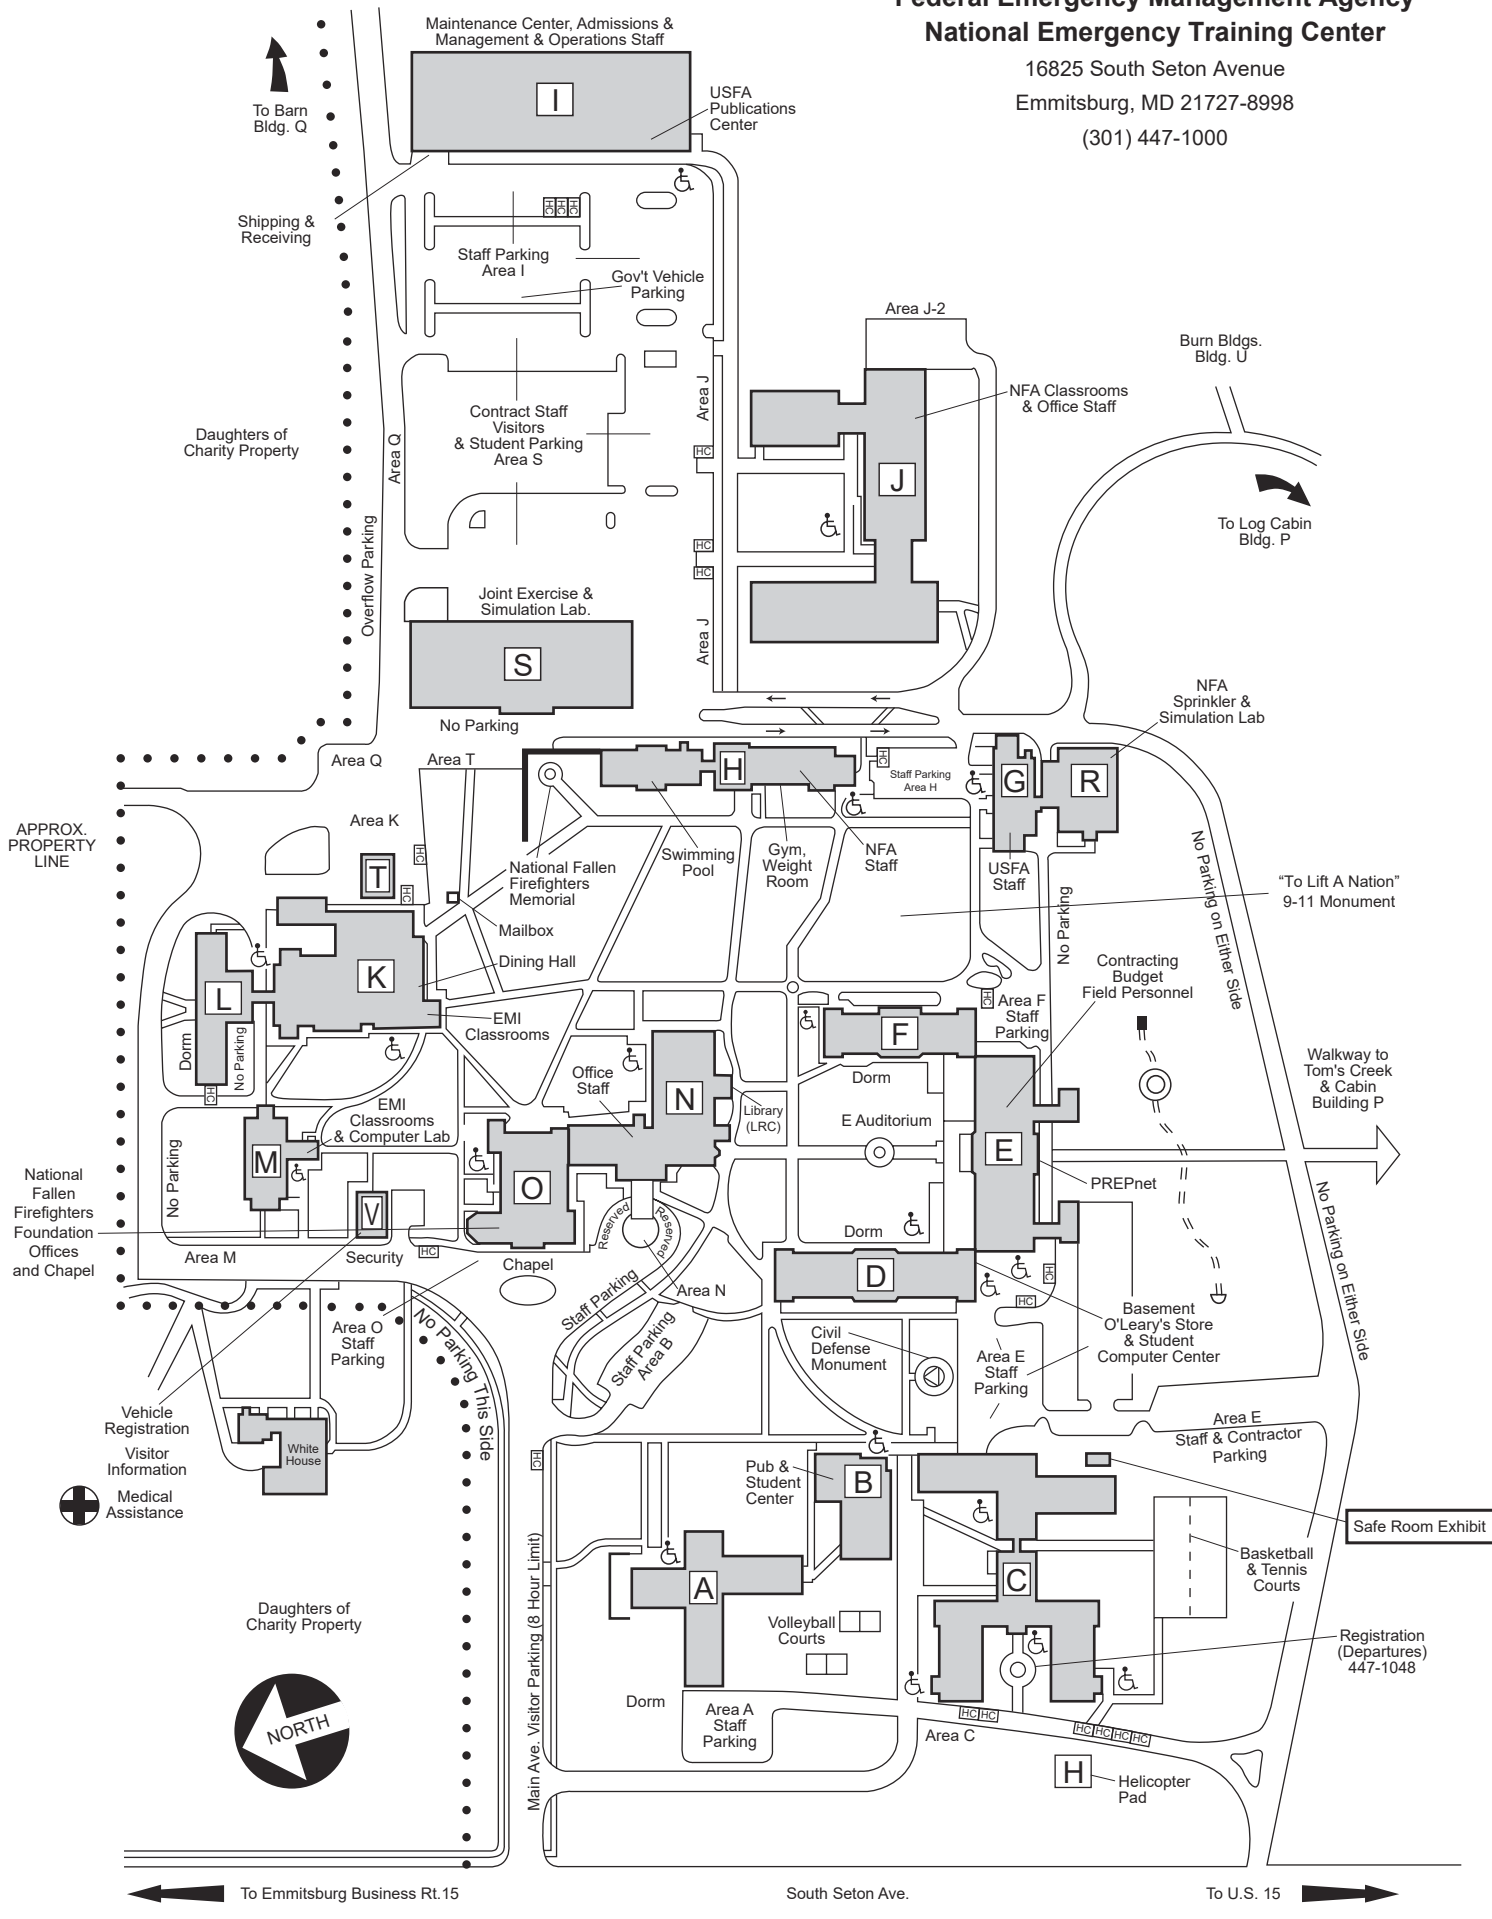 Federal Emergency Management Agency
National Emergency Training Center
16825 South Seton Avenue
Emmitsburg, MD 21727-8998
(301) 447-1000
Maintenance Center, Admissions &
Management & Operations Staff
I
USFA
Publications
Center
To Barn
Bldg. Q
Shipping &
Receiving
HC
HC
HC
Staff Parking
Area I
Gov't Vehicle
Parking
Area J-2
Burn Bldgs.
Bldg. U
NFA Classrooms
& Office Staff
Area J
Contract Staff
Visitors
& Student Parking
Area S
Daughters of
Charity Property
Area Q
HC
J
To Log Cabin
Bldg. P
HC
HC
Overflow Parking
Joint Exercise &
Simulation Lab.
Area J
S
No Parking
NFA
Sprinkler &
Simulation Lab
Area Q
Area T
H
HC
Staff Parking
Area H
G
R
APPROX.
PROPERTY
LINE
Area K
HC
T
HC
National Fallen
Firefighters
Memorial
Swimming
Pool
Gym,
Weight
Room
NFA
Staff
USFA
Staff
No Parking
No Parking on Either Side
“To Lift A Nation”
9-11 Monument
Mailbox
Dining Hall
K
L
EMI
Classrooms
Dorm
No Parking
HC
Contracting
Budget
Field Personnel
HC
Area F
Staff
Parking
F
Dorm
Office
Staff
N
Library
(LRC)
E Auditorium
E
PREPnet
Walkway to
Tom's Creek
& Cabin
Building P
EMI
Classrooms
& Computer Lab
M
No Parking
V
O
National
Fallen
Firefighters
Foundation
Offices
and Chapel
Area M
Security
HC
Chapel
Reserved
Reserved
Area N
Dorm
D
HC
HC
No Parking on Either Side
Staff Parking
Staff Parking
Area B
Area O
Staff
Parking
No Parking This Side
Civil
Defense
Monument
Area E
Staff
Parking
Basement
O'Leary's Store
& Student
Computer Center
Area E
Staff & Contractor
Parking
Vehicle
Registration
Visitor
Information
Medical
Assistance
White
House
HC
Pub &
Student
Center
B
Safe Room Exhibit
Basketball
& Tennis
Courts
C
A
Volleyball
Courts
Main Ave. Visitor Parking (8 Hour Limit)
Daughters of
Charity Property
Registration
(Departures)
447-1048
Dorm
Area A
Staff
Parking
HC
HC
HC
HC
HC
HC
Area C
H
Helicopter
Pad
NORTH
To Emmitsburg Business Rt.15
South Seton Ave.
To U.S. 15